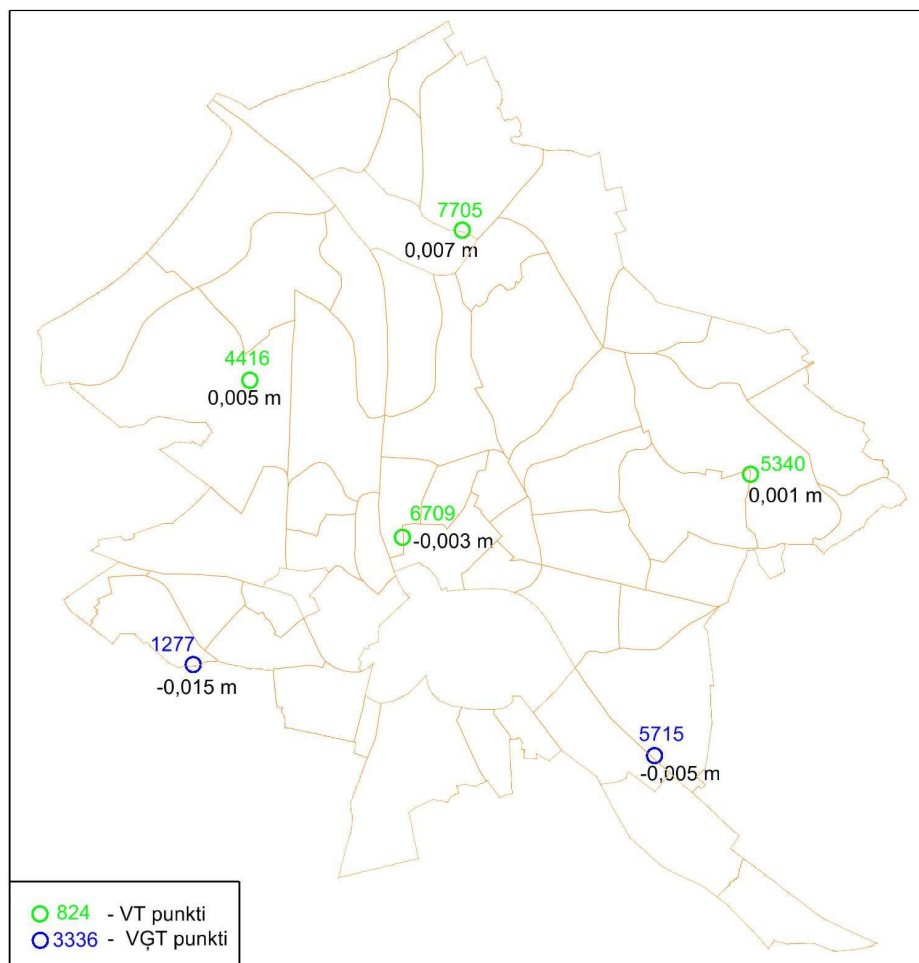 7705
0,007 m
4416
0,005 m
5340
0,001 m
6709
-0,003 m
1277
-0,015 m
5715
-0,005 m
824 - VT punkti
3336 - VĢT punkti